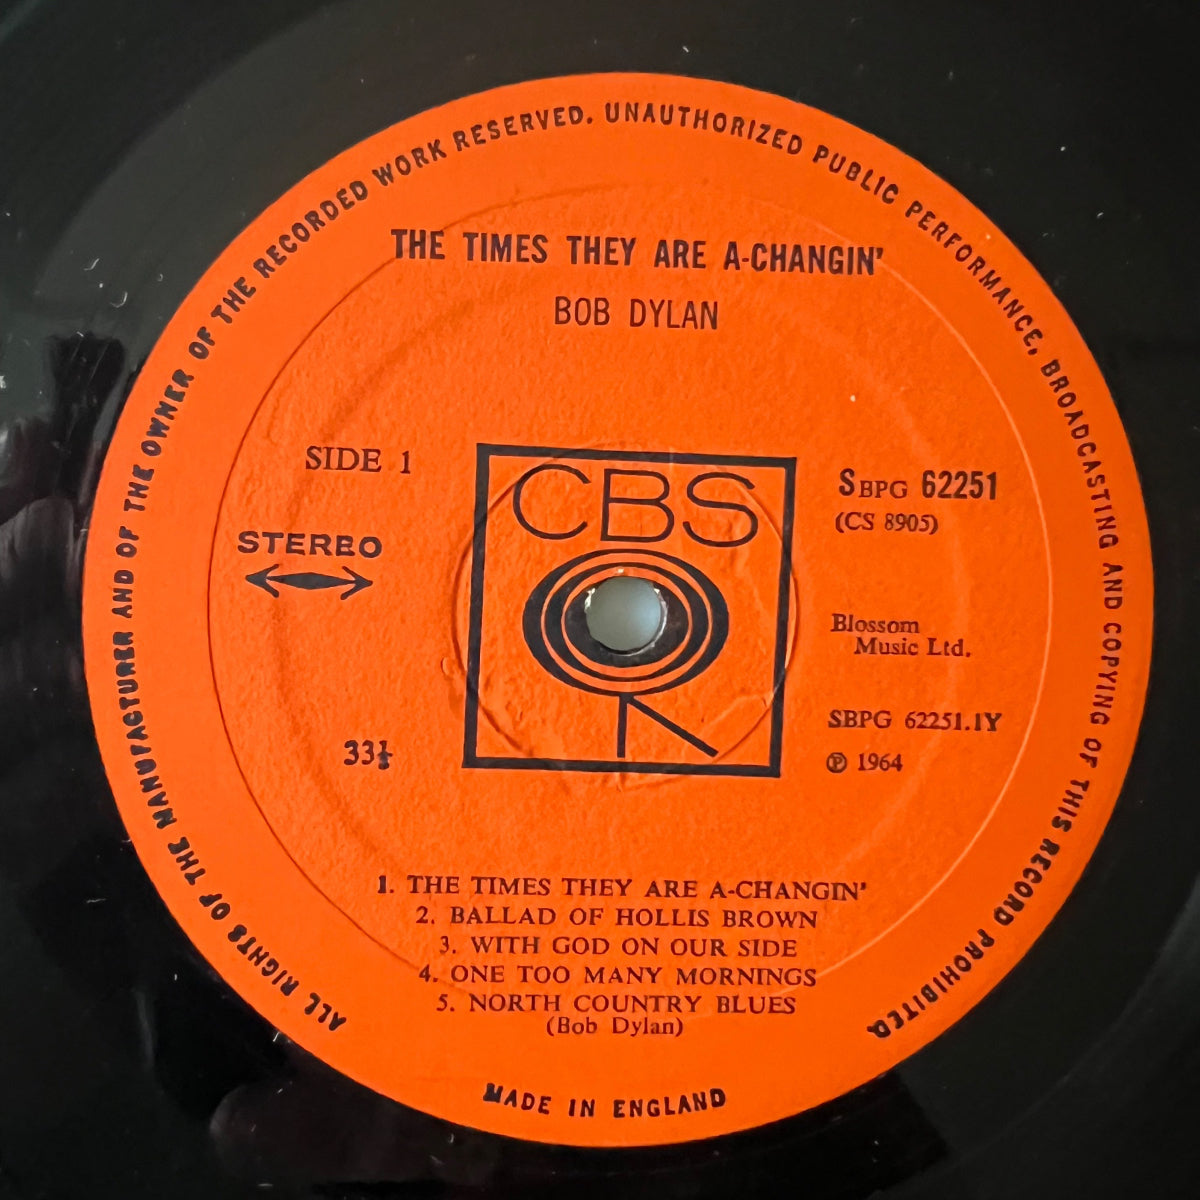 ALL RIGHTS OF THE MANUFACTURER AND OF THE OWNER OF THE RECORDED WORK RESERVED. UNAUTHORIZED PUBLIC PERFORMANCE, BROADCASTING AND COPYING OF THIS RECORD PROHIBITED.
THE TIMES THEY ARE A-CHANGIN'
BOB DYLAN
SIDE 1
STEREO
33⅓
CBS
SBPG 62251
(CS 8905)
Blossom
Music Ltd.
SBPG 62251.1Y
℗ 1964
1. THE TIMES THEY ARE A-CHANGIN'
2. BALLAD OF HOLLIS BROWN
3. WITH GOD ON OUR SIDE
4. ONE TOO MANY MORNINGS
5. NORTH COUNTRY BLUES
(Bob Dylan)
MADE IN ENGLAND